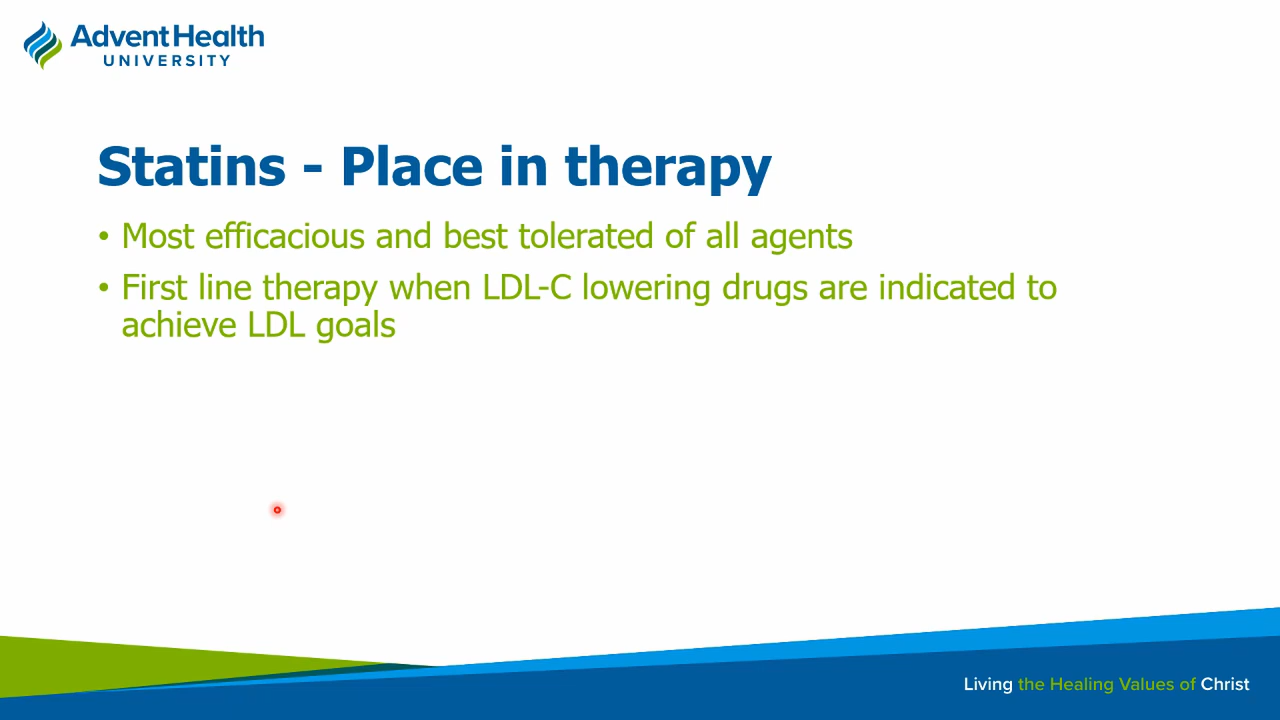 AdventHealth
UNIVERSITY
Statins - Place in therapy
• Most efficacious and best tolerated of all agents
• First line therapy when LDL-C lowering drugs are indicated to
achieve LDL goals
Living the Healing Values of Christ